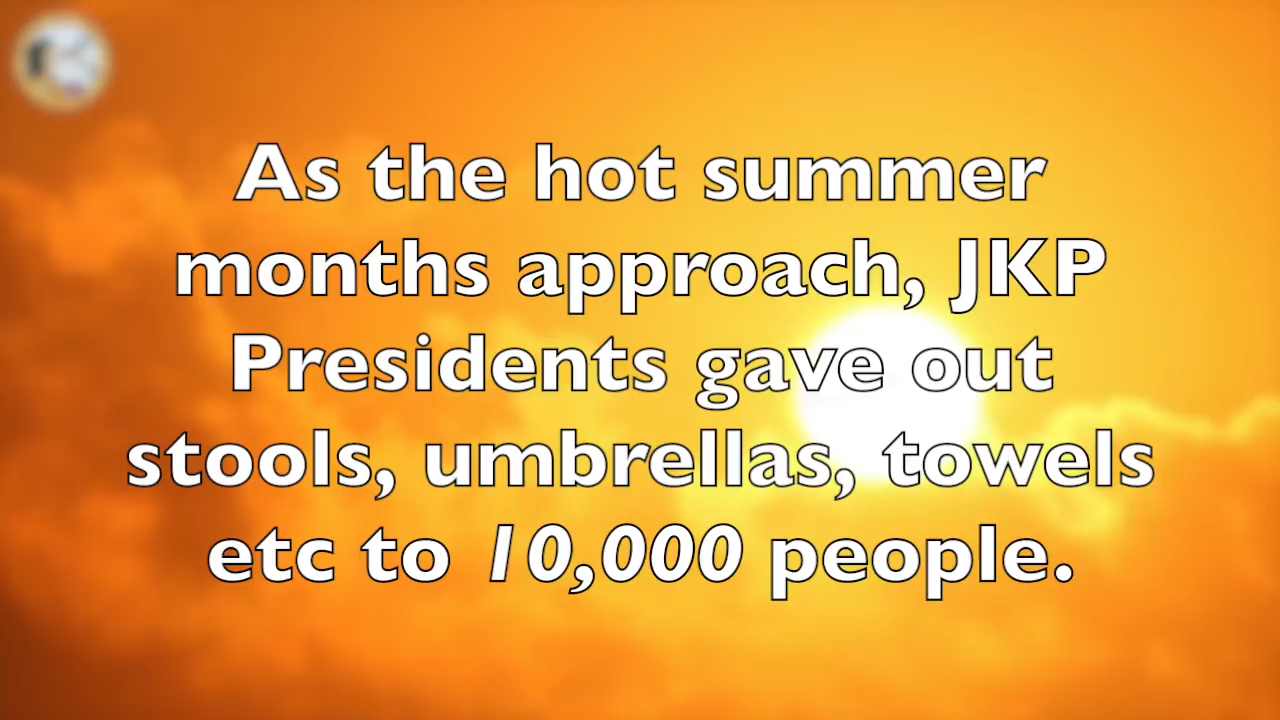 As the hot summer
months approach, JKP
Presidents gave out
stools, umbrellas, towels
etc to 10,000 people.